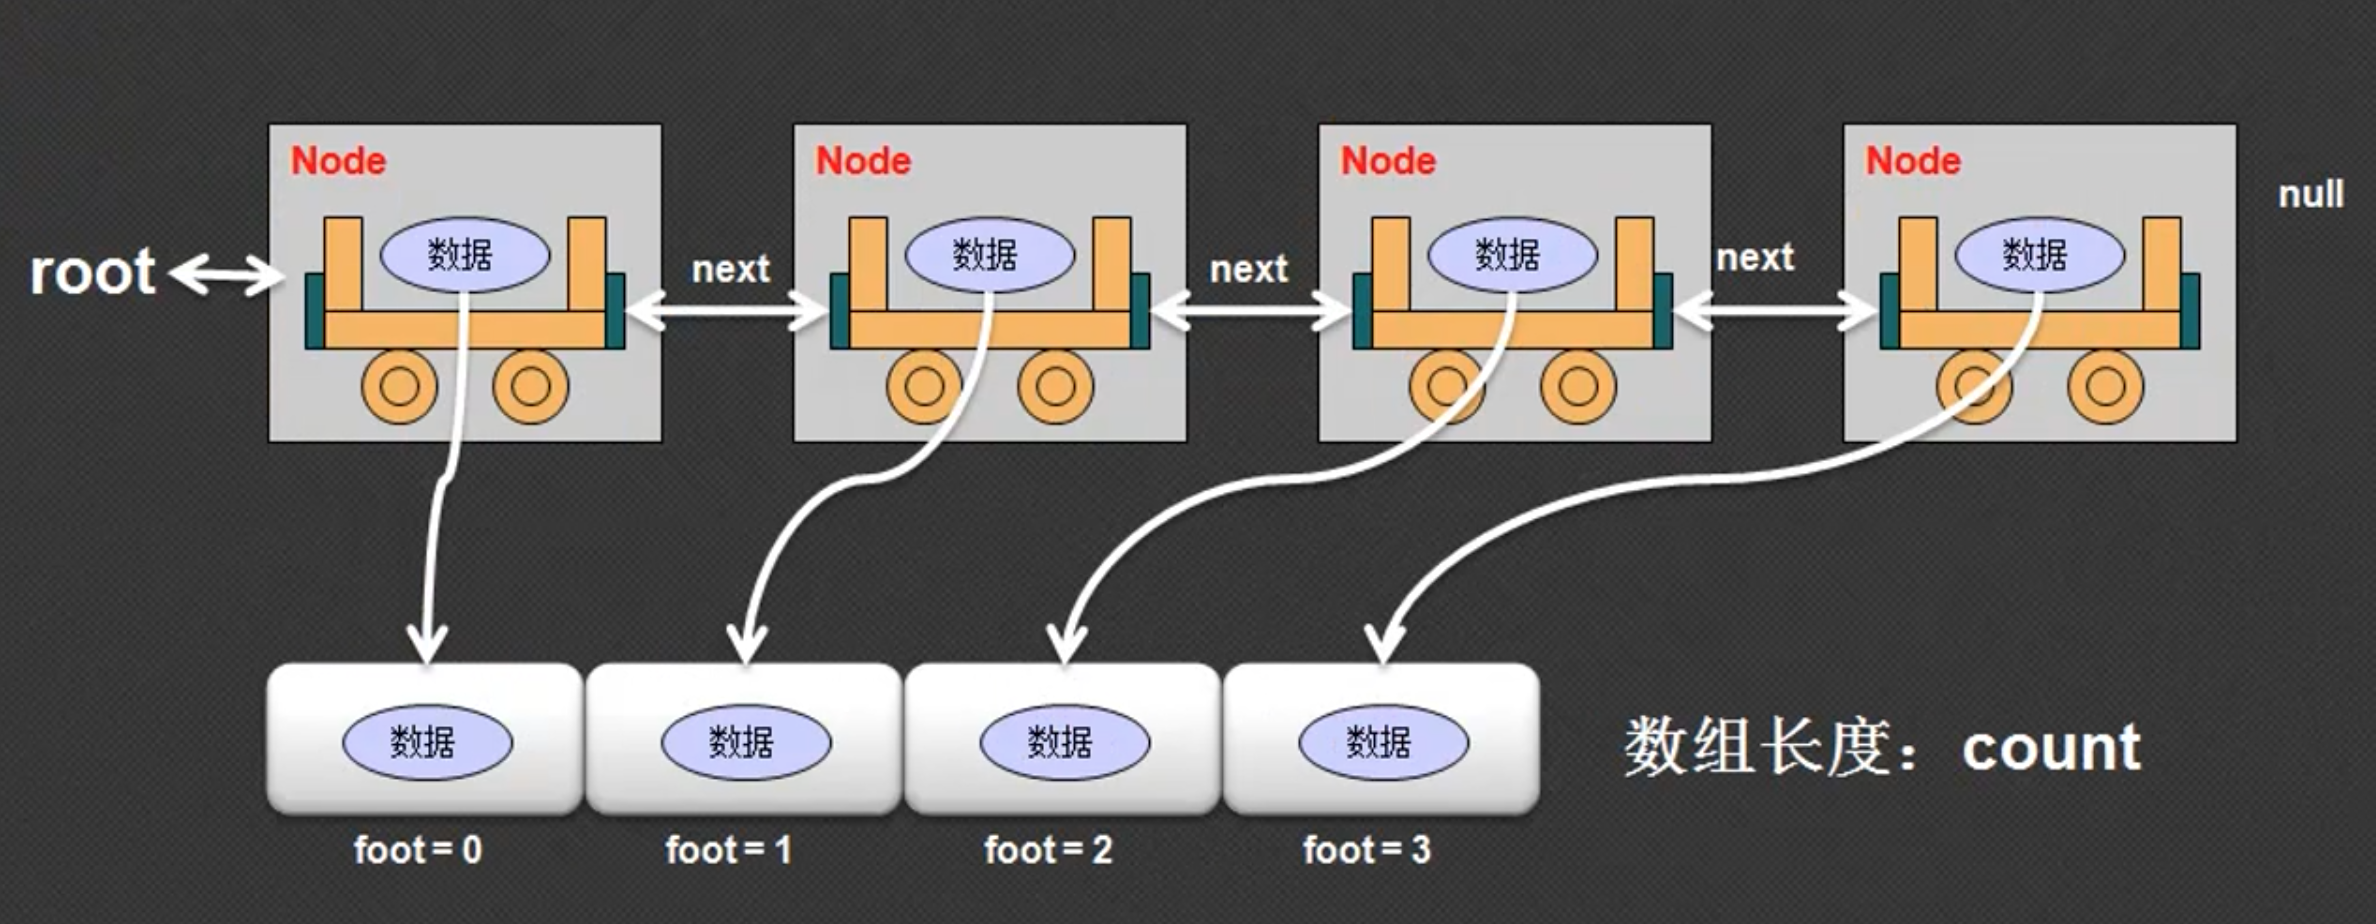 Node
Node
Node
Node
null
数据
数据
数据
数据
root
next
next
next
数据
数据
数据
数据
数组长度：count
foot = 0
foot = 1
foot = 2
foot = 3